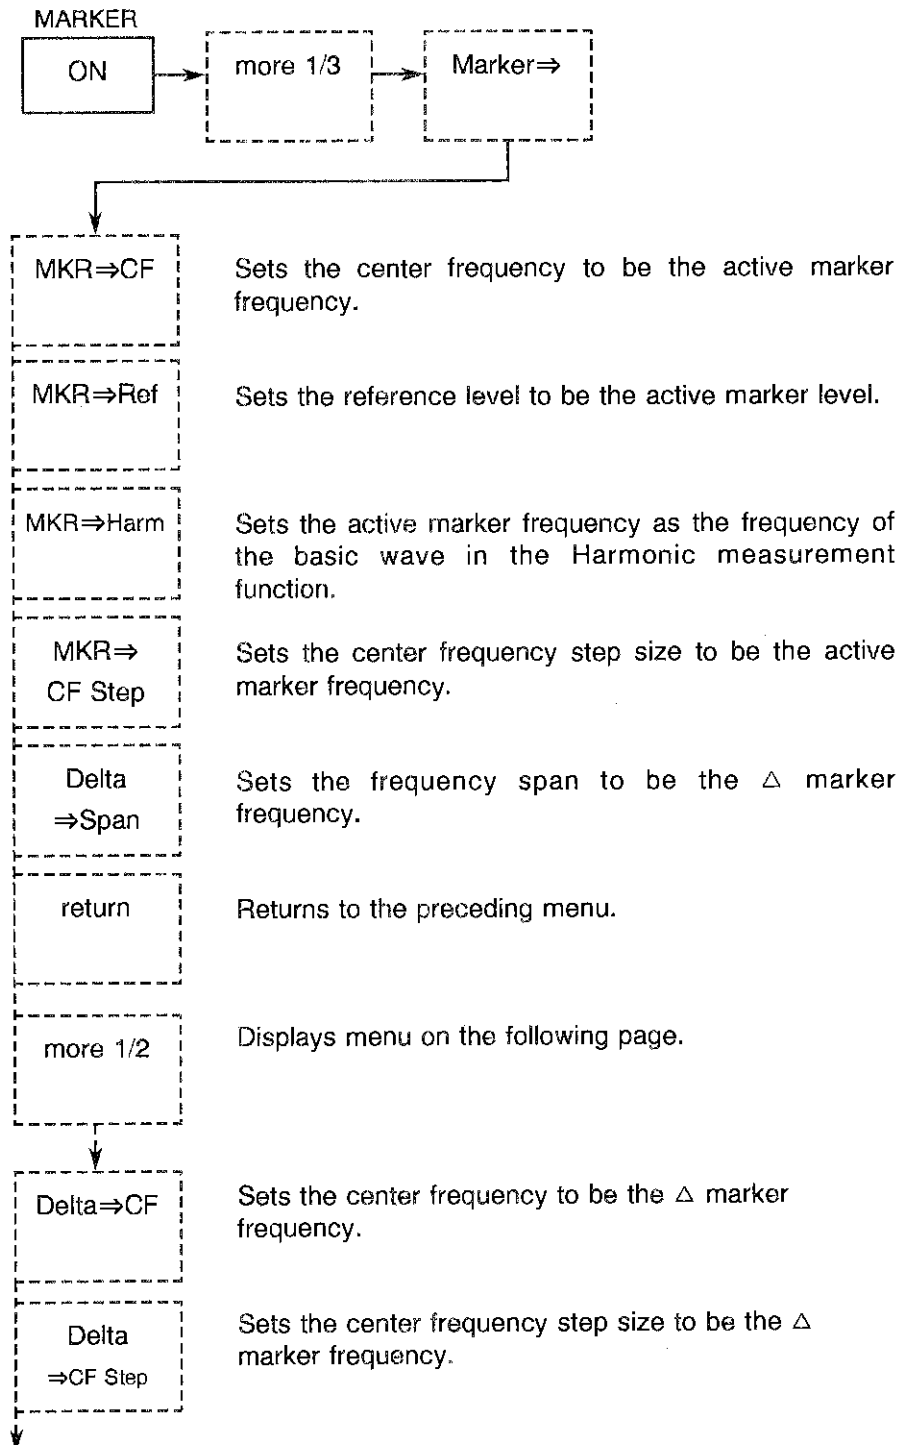 MARKER
ON
more 1/3
Marker⇒
MKR⇒CF
Sets the center frequency to be the active marker
frequency.
MKR⇒Ref
Sets the reference level to be the active marker level.
MKR⇒Harm
Sets the active marker frequency as the frequency of
the basic wave in the Harmonic measurement
function.
MKR⇒
CF Step
Sets the center frequency step size to be the active
marker frequency.
Delta
⇒Span
Sets the frequency span to be the △ marker
frequency.
return
Returns to the preceding menu.
more 1/2
Displays menu on the following page.
Delta⇒CF
Sets the center frequency to be the △ marker
frequency.
Delta
⇒CF Step
Sets the center frequency step size to be the △
marker frequency.